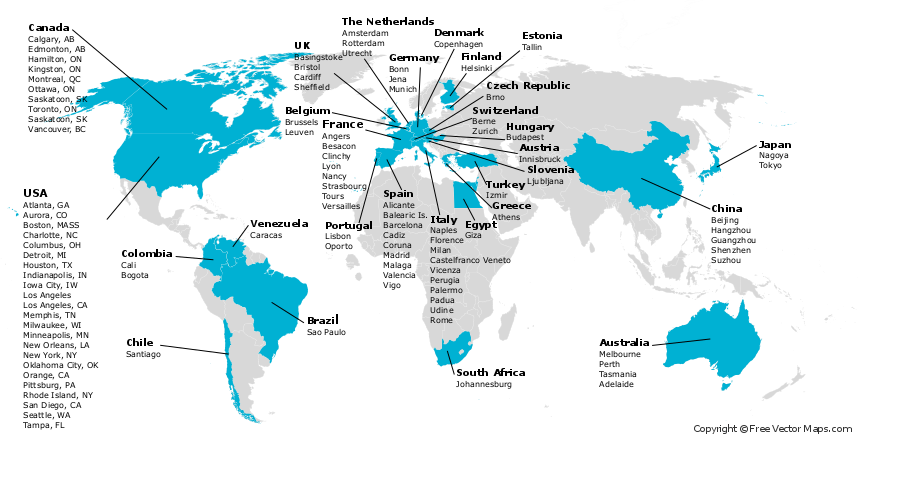 Canada
Calgary, AB
Edmonton, AB
Hamilton, ON
Kingston, ON
Montreal, QC
Ottawa, ON
Saskatoon, SK
Toronto, ON
Saskatoon, SK
Vancouver, BC
USA
Atlanta, GA
Aurora, CO
Boston, MASS
Charlotte, NC
Columbus, OH
Detroit, MI
Houston, TX
Indianapolis, IN
Iowa City, IW
Los Angeles
Los Angeles, CA
Memphis, TN
Milwaukee, WI
Minneapolis, MN
New Orleans, LA
New York, NY
Oklahoma City, OK
Orange, CA
Pittsburg, PA
Rhode Island, NY
San Diego, CA
Seattle, WA
Tampa, FL
Venezuela
Caracas
Colombia
Cali
Bogota
Brazil
Sao Paulo
Chile
Santiago
UK
Basingstoke
Bristol
Cardiff
Sheffield
The Netherlands
Amsterdam
Rotterdam
Utrecht
Germany
Bonn
Jena
Munich
Denmark
Copenhagen
Finland
Helsinki
Estonia
Tallin
Czech Republic
Brno
Switzerland
Berne
Zurich
Hungary
Budapest
Austria
Innsbruck
Slovenia
Ljubljana
Belgium
Brussels
Leuven
France
Angers
Besacon
Clinchy
Lyon
Nancy
Strasbourg
Tours
Versailles
Portugal
Lisbon
Oporto
Spain
Alicante
Balearic Is.
Barcelona
Cadiz
Coruna
Madrid
Malaga
Valencia
Vigo
Italy
Naples
Florence
Milan
Castelfranco Veneto
Vicenza
Perugia
Palermo
Padua
Udine
Rome
Turkey
Izmir
Greece
Athens
Egypt
Giza
South Africa
Johannesburg
Japan
Nagoya
Tokyo
China
Beijing
Hangzhou
Guangzhou
Shenzhen
Suzhou
Australia
Melbourne
Perth
Tasmania
Adelaide
Copyright ©Free Vector Maps.com